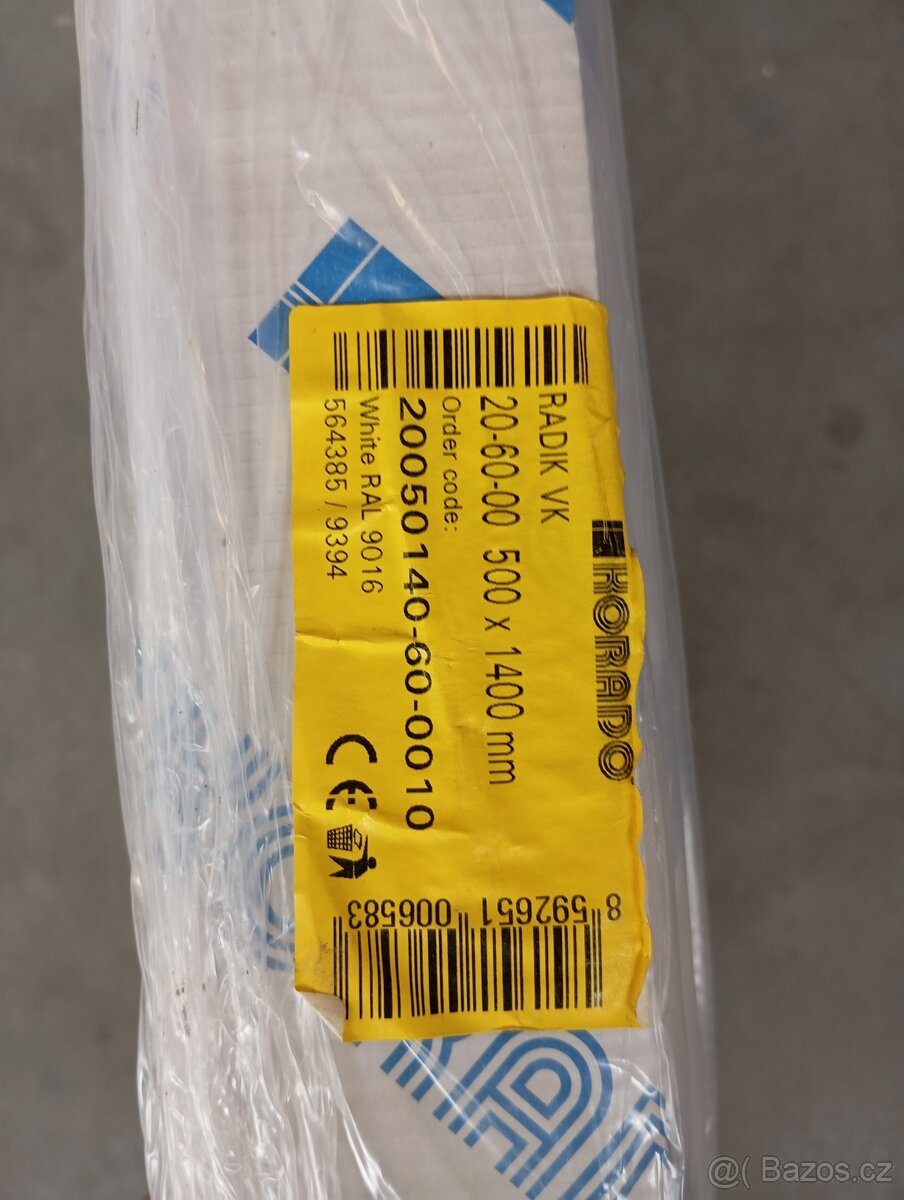 KORADO
RADIK VK
20-60-00 500 x 1400 mm
Order code:
20050140-60-0010
White RAL 9016
564385 / 9394
CE
8 592651 006583
@( Bazos.cz